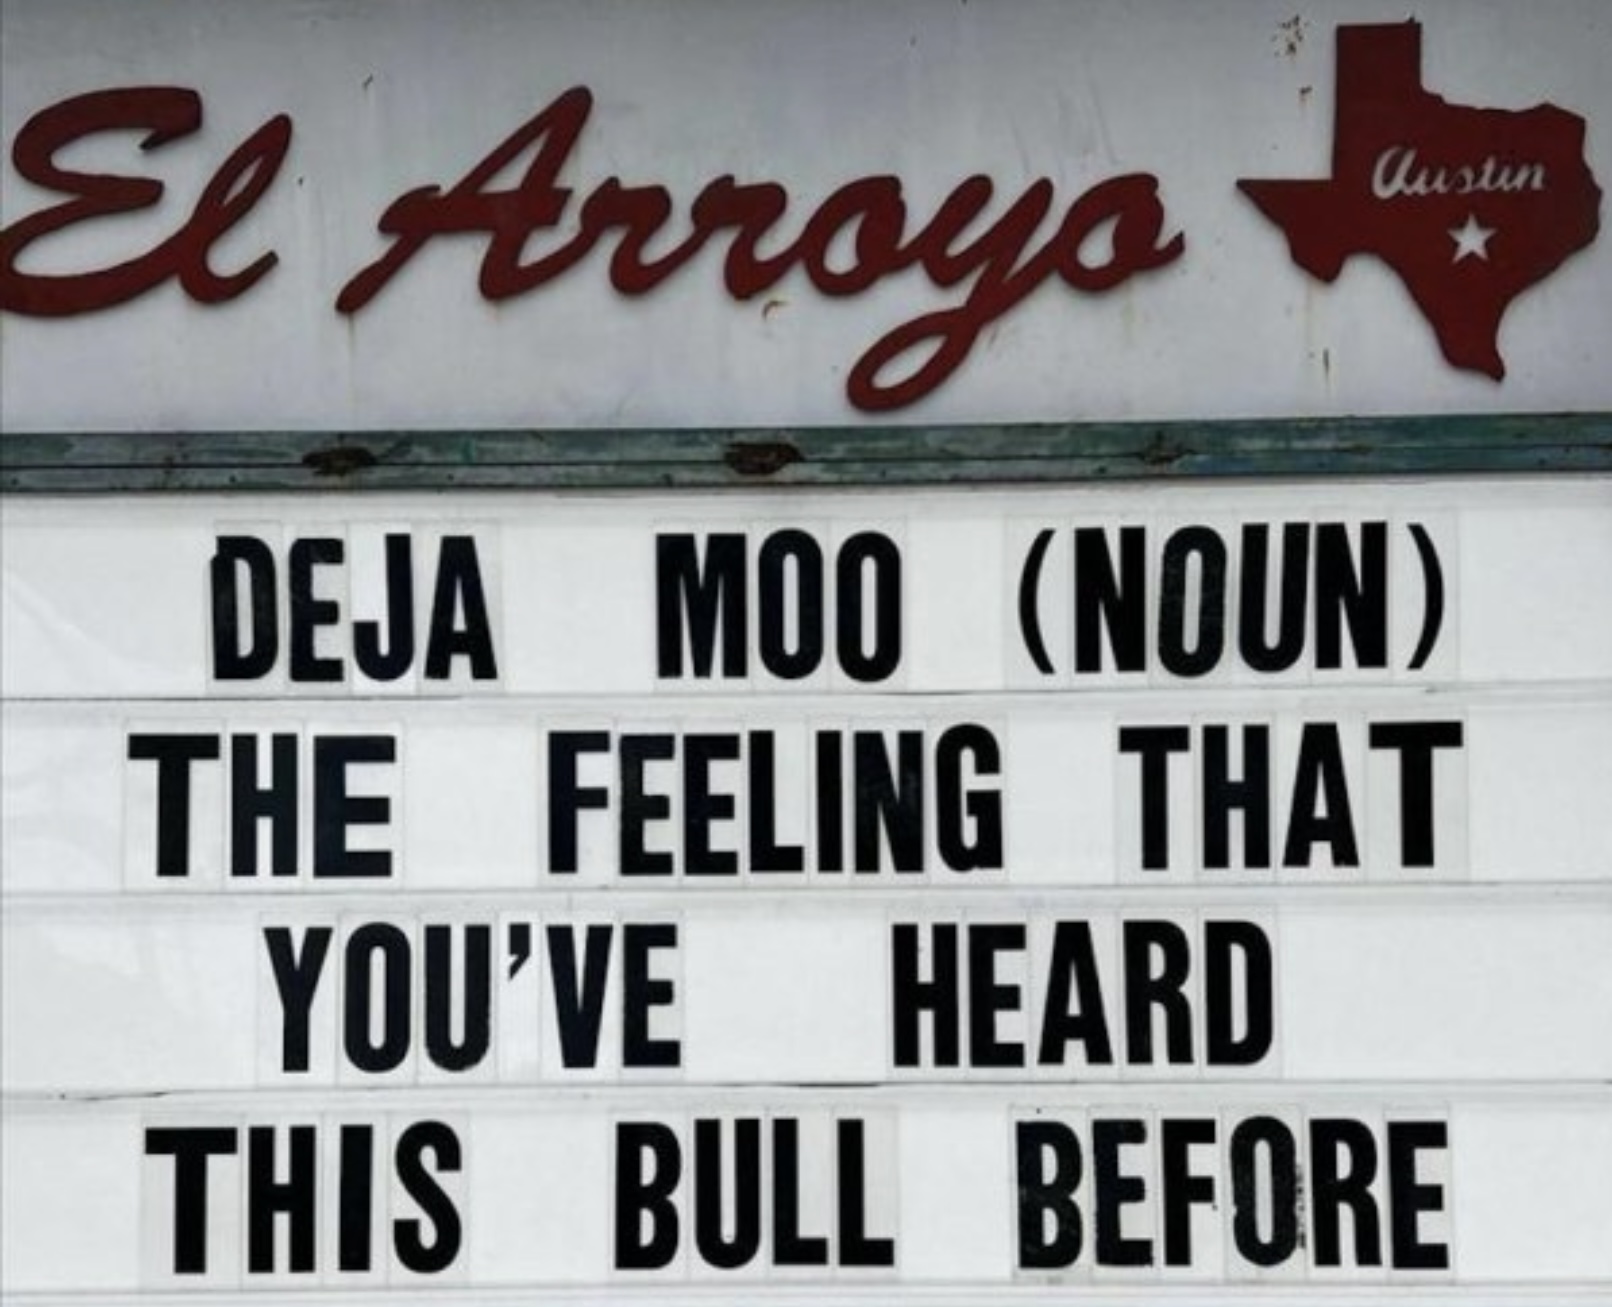 El Arroyo
Austin
DEJA MOO (NOUN)
THE FEELING THAT
YOU'VE HEARD
THIS BULL BEFORE